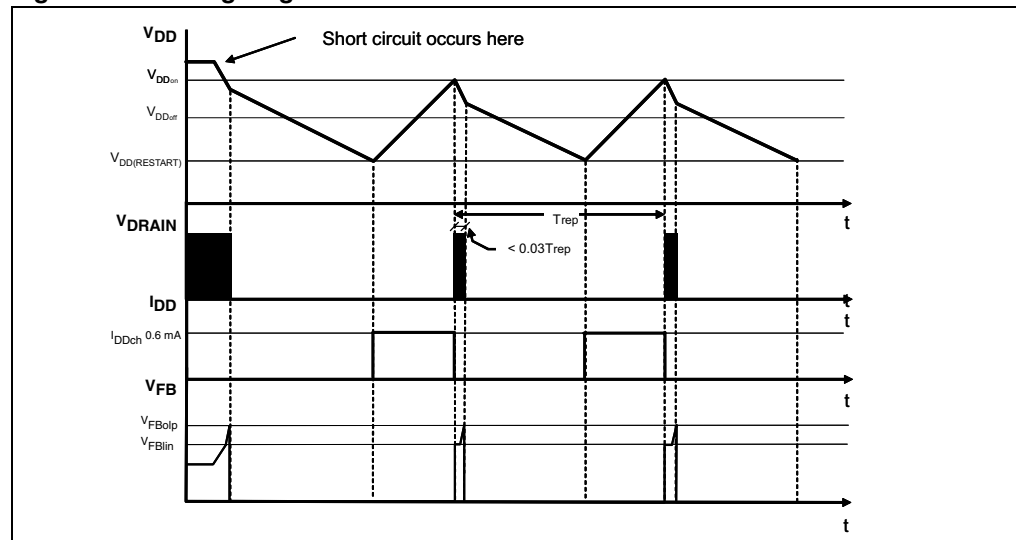 VDD
Short circuit occurs here
VDDon
VDDoff
VDD(RESTART)
t
VDRAIN
Trep
< 0.03Trep
t
IDD
t
IDDch 0.6 mA
t
VFB
VFBolp
VFBlin
t